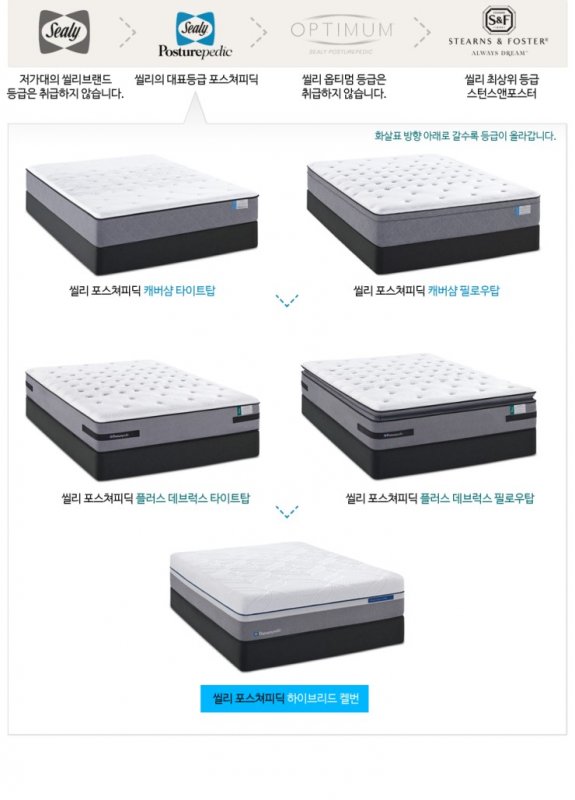 Sealy
Sealy
Posturepedic
OPTIMUM™
SEALY POSTUREPEDIC
S&F
STEARNS & FOSTER®
ALWAYS DREAM™
저가대의 씰리브랜드
등급은 취급하지 않습니다.
씰리의 대표등급 포스쳐피딕
씰리 옵티멈 등급은
취급하지 않습니다.
씰리 최상위 등급
스턴스앤포스터
화살표 방향 아래로 갈수록 등급이 올라갑니다.
씰리 포스쳐피딕 캐버샴 타이트탑
씰리 포스쳐피딕 캐버샴 필로우탑
씰리 포스쳐피딕 플러스 데브럭스 타이트탑
씰리 포스쳐피딕 플러스 데브럭스 필로우탑
씰리 포스쳐피딕 하이브리드 켈번